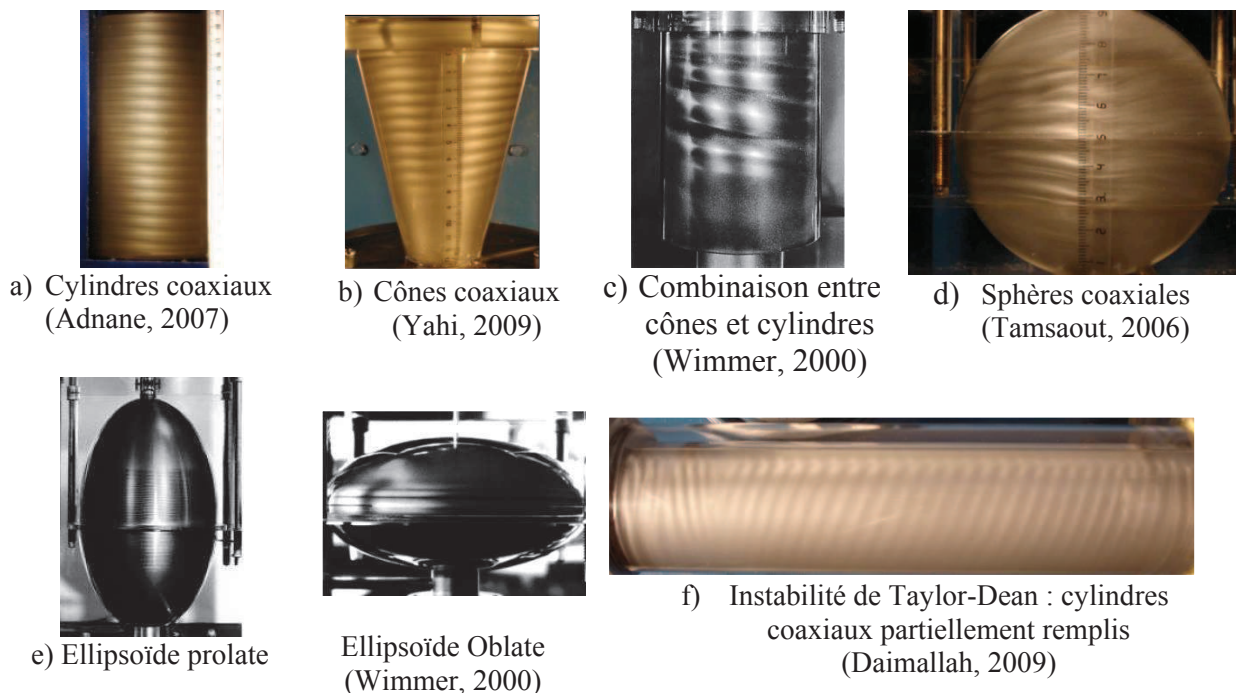 a) Cylindres coaxiaux
(Adnane, 2007)
b) Cônes coaxiaux
(Yahi, 2009)
c) Combinaison entre
cônes et cylindres
(Wimmer, 2000)
d) Sphères coaxiales
(Tamsaout, 2006)
e) Ellipsoïde prolate
Ellipsoïde Oblate
(Wimmer, 2000)
f) Instabilité de Taylor-Dean : cylindres
coaxiaux partiellement remplis
(Daimallah, 2009)